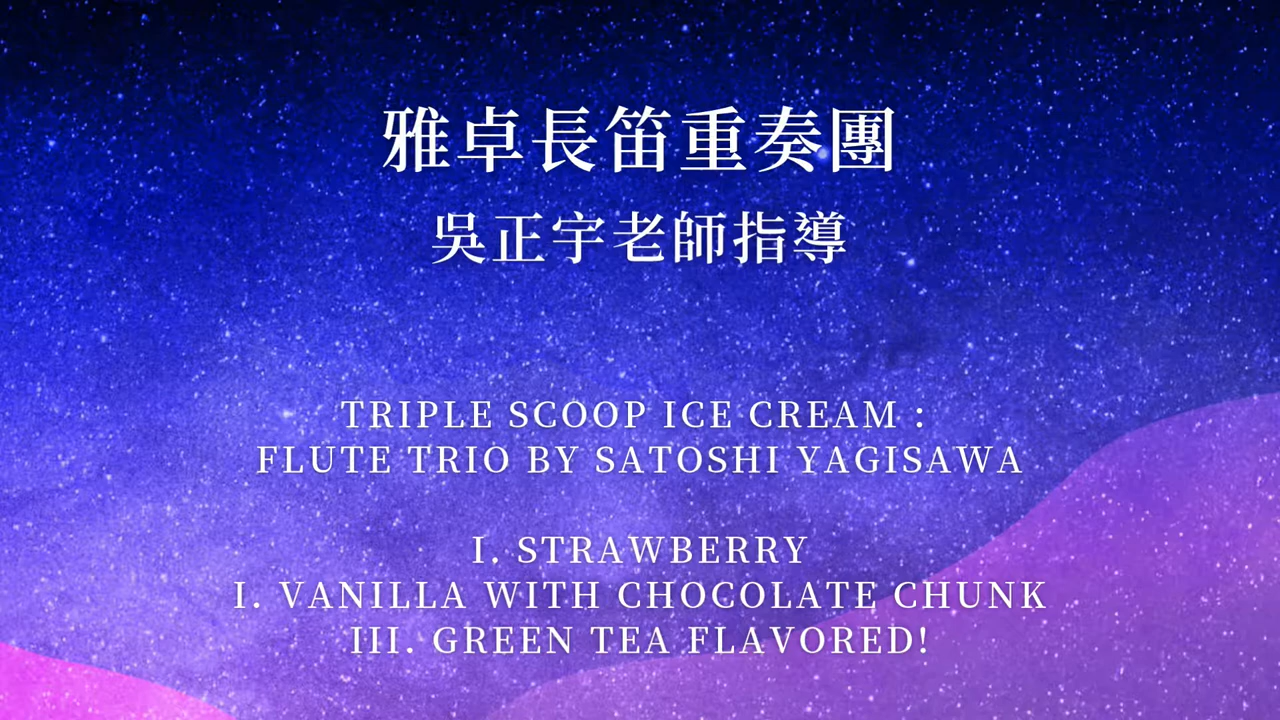 雅卓長笛重奏團
吳正宇老師指導
TRIPLE SCOOP ICE CREAM :
FLUTE TRIO BY SATOSHI YAGISAWA
I. STRAWBERRY
I. VANILLA WITH CHOCOLATE CHUNK
III. GREEN TEA FLAVORED!